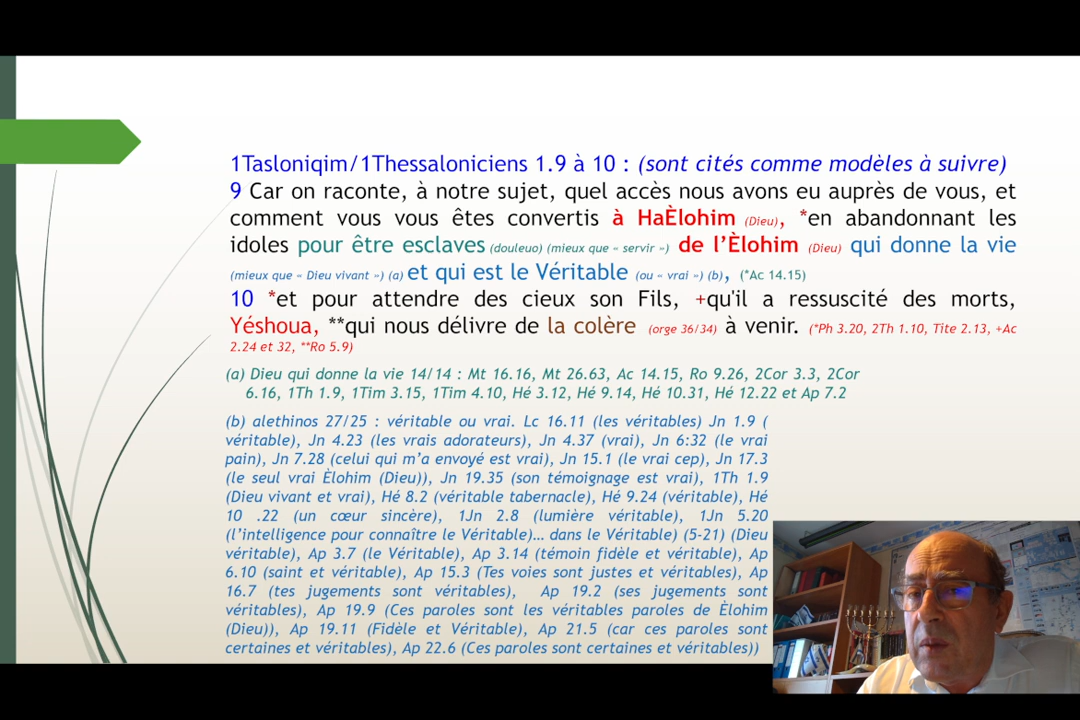 1Tasloniqim/1Thessaloniciens 1.9 à 10 : (sont cités comme modèles à suivre)
9 Car on raconte, à notre sujet, quel accès nous avons eu auprès de vous, et
comment vous vous êtes convertis à HaÈlohim (Dieu), *en abandonnant les
idoles pour être esclaves (douleuo) (mieux que « servir ») de l’Èlohim (Dieu) qui donne la vie
(mieux que « Dieu vivant ») (a) et qui est le Véritable (ou « vrai ») (b), (*Ac 14.15)
10 *et pour attendre des cieux son Fils, +qu'il a ressuscité des morts,
Yéshoua, **qui nous délivre de la colère (orge 36/34) à venir. (*Ph 3.20, 2Th 1.10, Tite 2.13, +Ac
2.24 et 32, **Ro 5.9)
(a) Dieu qui donne la vie 14/14 : Mt 16.16, Mt 26.63, Ac 14.15, Ro 9.26, 2Cor 3.3, 2Cor
6.16, 1Th 1.9, 1Tim 3.15, 1Tim 4.10, Hé 3.12, Hé 9.14, Hé 10.31, Hé 12.22 et Ap 7.2
(b) alethinos 27/25 : véritable ou vrai. Lc 16.11 (les véritables) Jn 1.9 (
véritable), Jn 4.23 (les vrais adorateurs), Jn 4.37 (vrai), Jn 6:32 (le vrai
pain), Jn 7.28 (celui qui m’a envoyé est vrai), Jn 15.1 (le vrai cep), Jn 17.3
(le seul vrai Èlohim (Dieu)), Jn 19.35 (son témoignage est vrai), 1Th 1.9
(Dieu vivant et vrai), Hé 8.2 (véritable tabernacle), Hé 9.24 (véritable), Hé
10 .22 (un cœur sincère), 1Jn 2.8 (lumière véritable), 1Jn 5.20
(l’intelligence pour connaître le Véritable)… dans le Véritable) (5-21) (Dieu
véritable), Ap 3.7 (le Véritable), Ap 3.14 (témoin fidèle et véritable), Ap
6.10 (saint et véritable), Ap 15.3 (Tes voies sont justes et véritables), Ap
16.7 (tes jugements sont véritables), Ap 19.2 (ses jugements sont
véritables), Ap 19.9 (Ces paroles sont les véritables paroles de Èlohim
(Dieu)), Ap 19.11 (Fidèle et Véritable), Ap 21.5 (car ces paroles sont
certaines et véritables), Ap 22.6 (Ces paroles sont certaines et véritables))